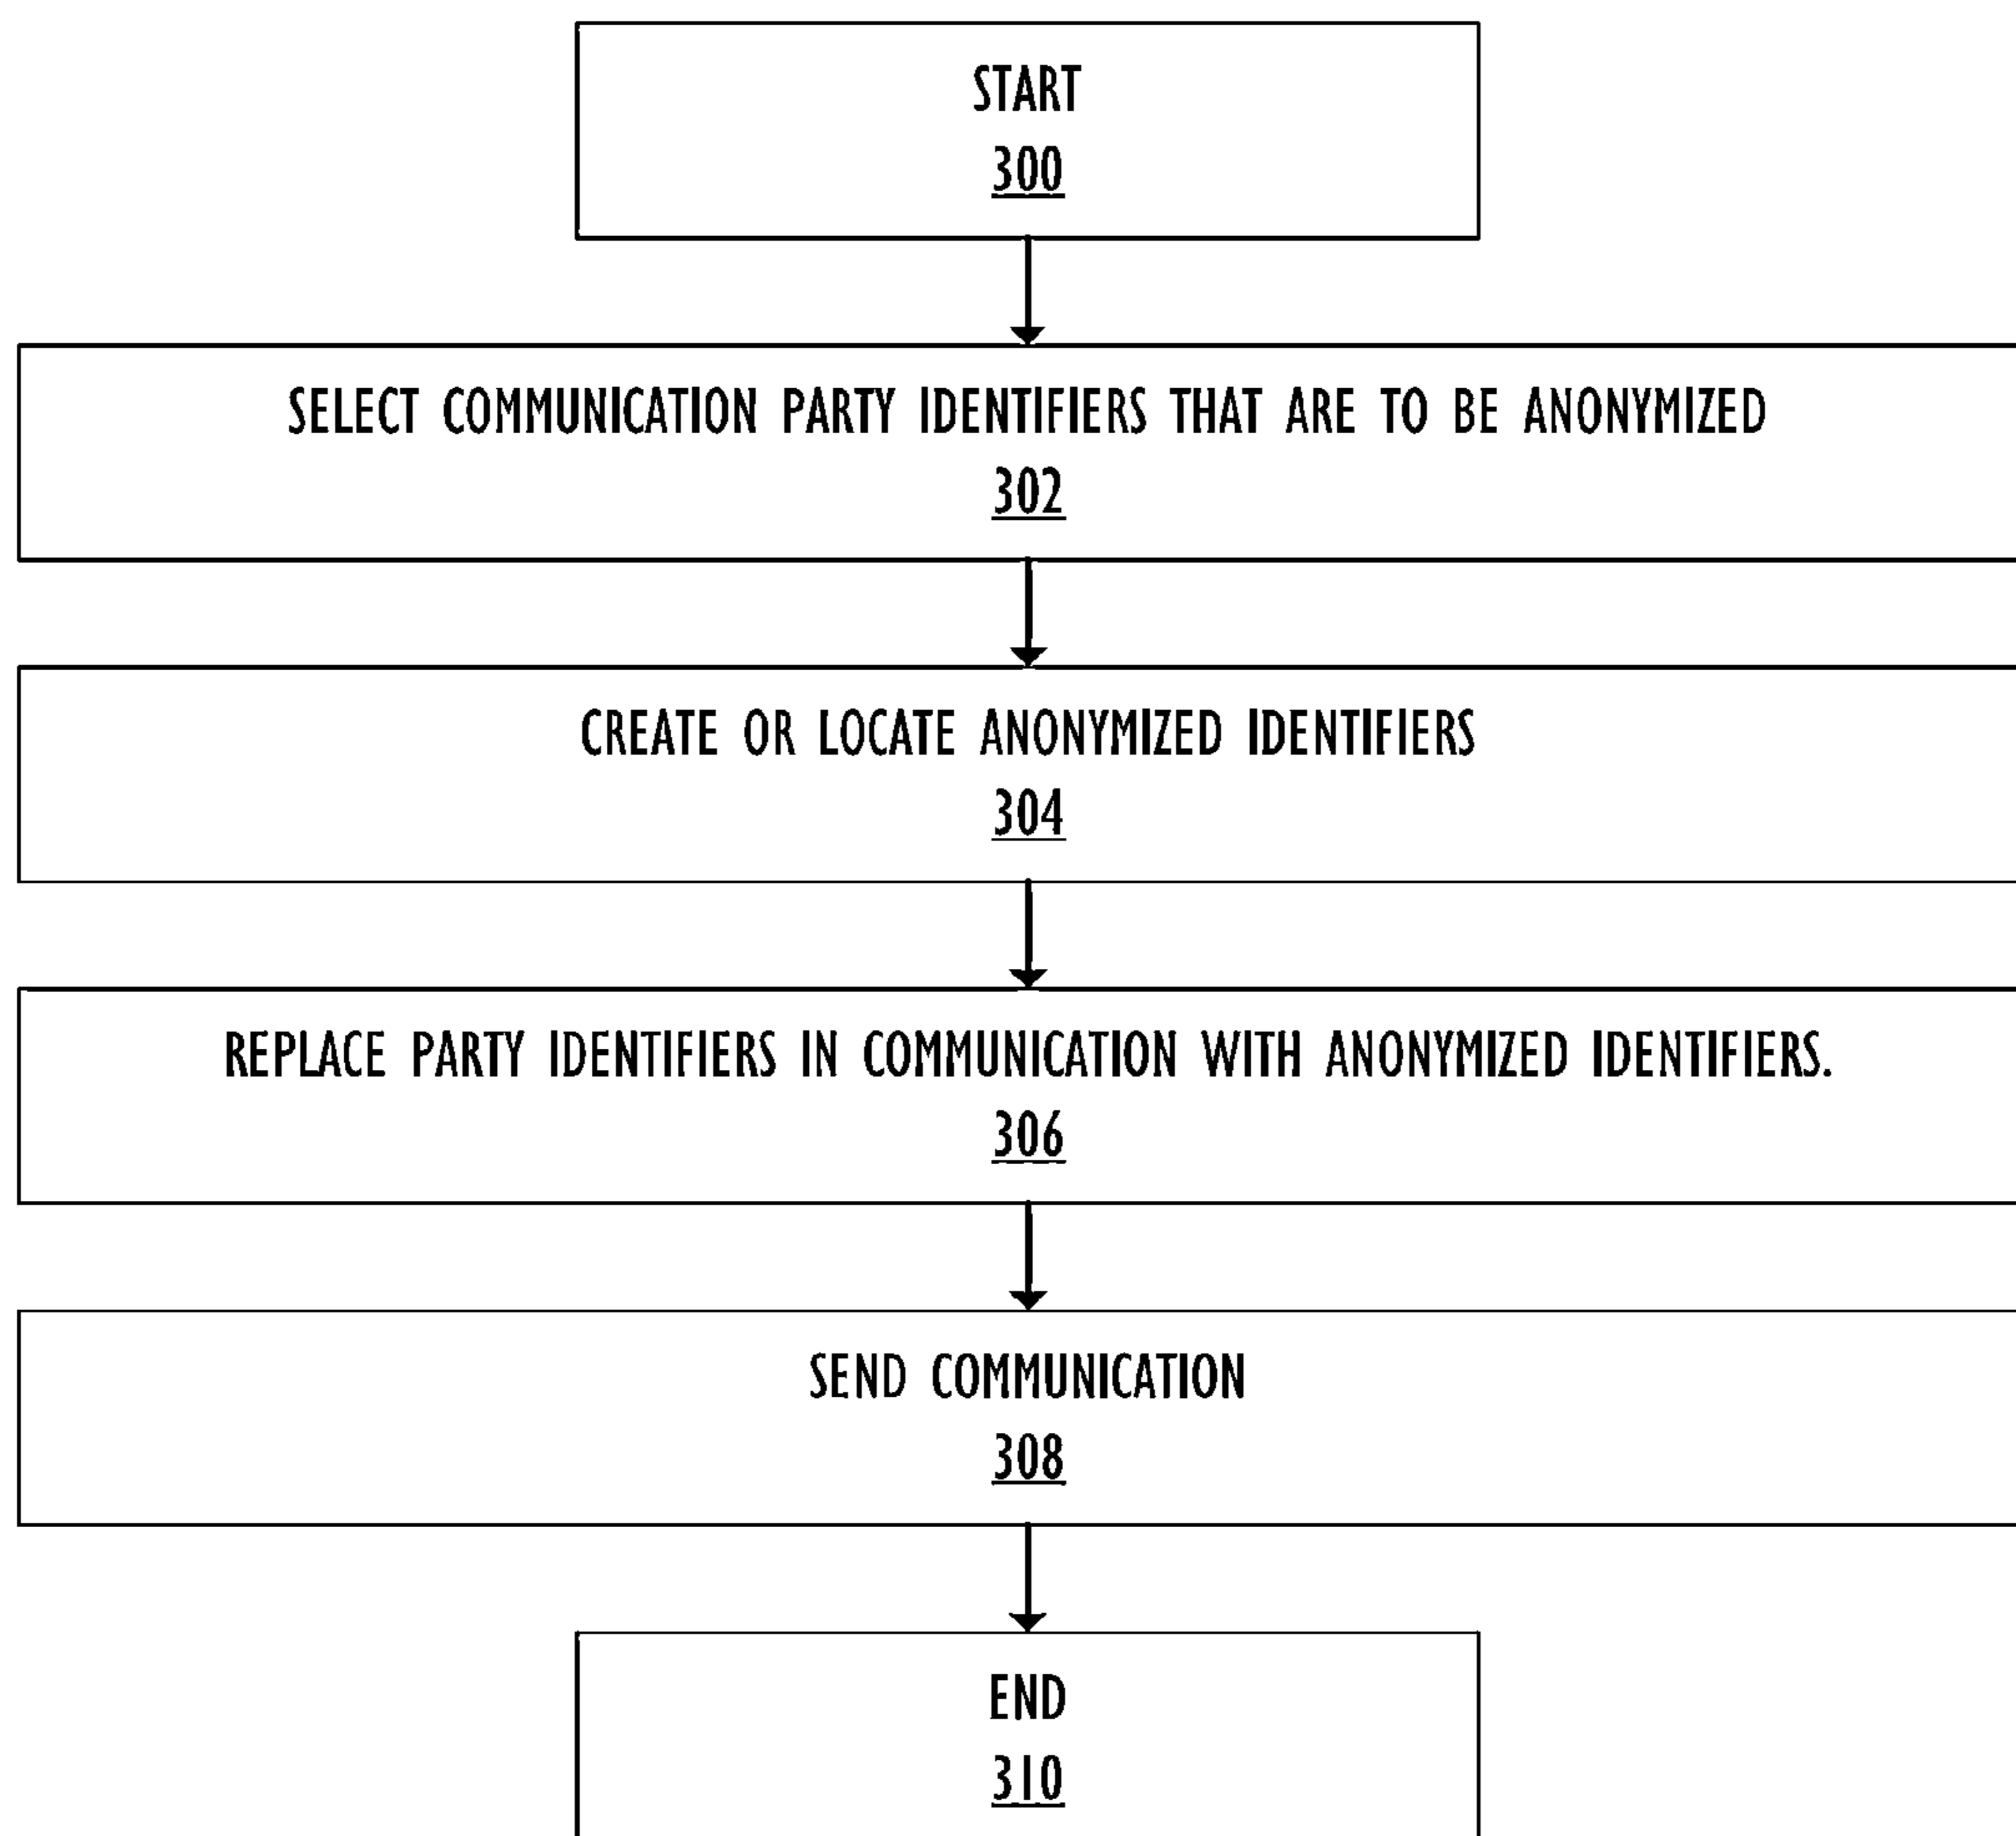 START
300
SELECT COMMUNICATION PARTY IDENTIFIERS THAT ARE TO BE ANONYMIZED
302
CREATE OR LOCATE ANONYMIZED IDENTIFIERS
304
REPLACE PARTY IDENTIFIERS IN COMMUNICATION WITH ANONYMIZED IDENTIFIERS.
306
SEND COMMUNICATION
308
END
310